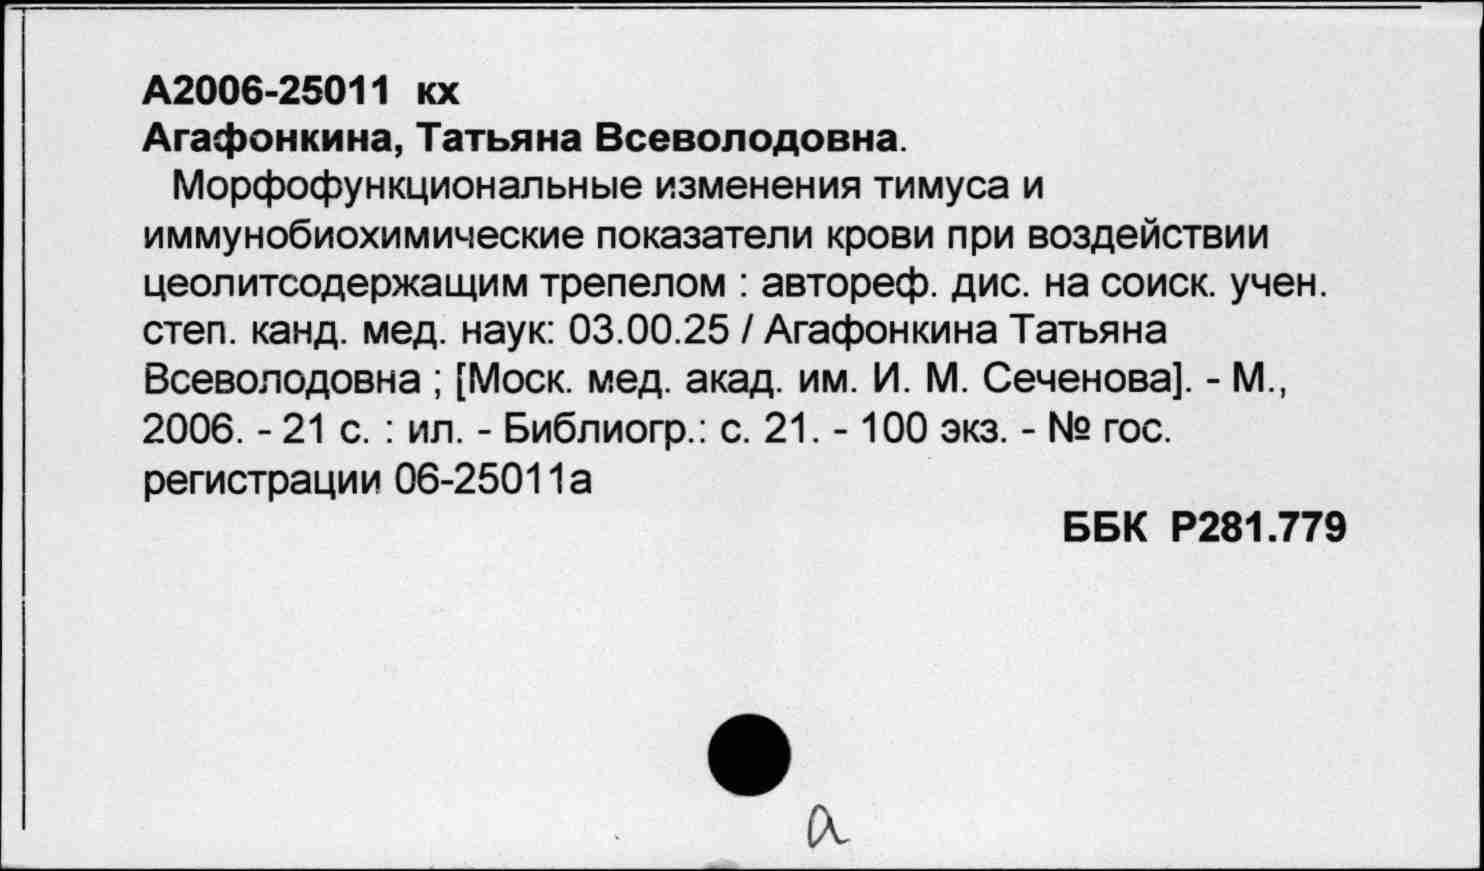 А2006-25011 кх
Агафонкина, Татьяна Всеволодовна.
Морфофункциональные изменения тимуса и
иммунобиохимические показатели крови при воздействии
цеолитсодержащим трепелом : автореф. дис. на соиск. учен.
степ. канд. мед. наук: 03.00.25 / Агафонкина Татьяна
Всеволодовна ; [Моск. мед. акад. им. И. М. Сеченова]. - М.,
2006. - 21 с. : ил. - Библиогр.: с. 21. - 100 экз. - № гос.
регистрации 06-25011а
ББК Р281.779
а